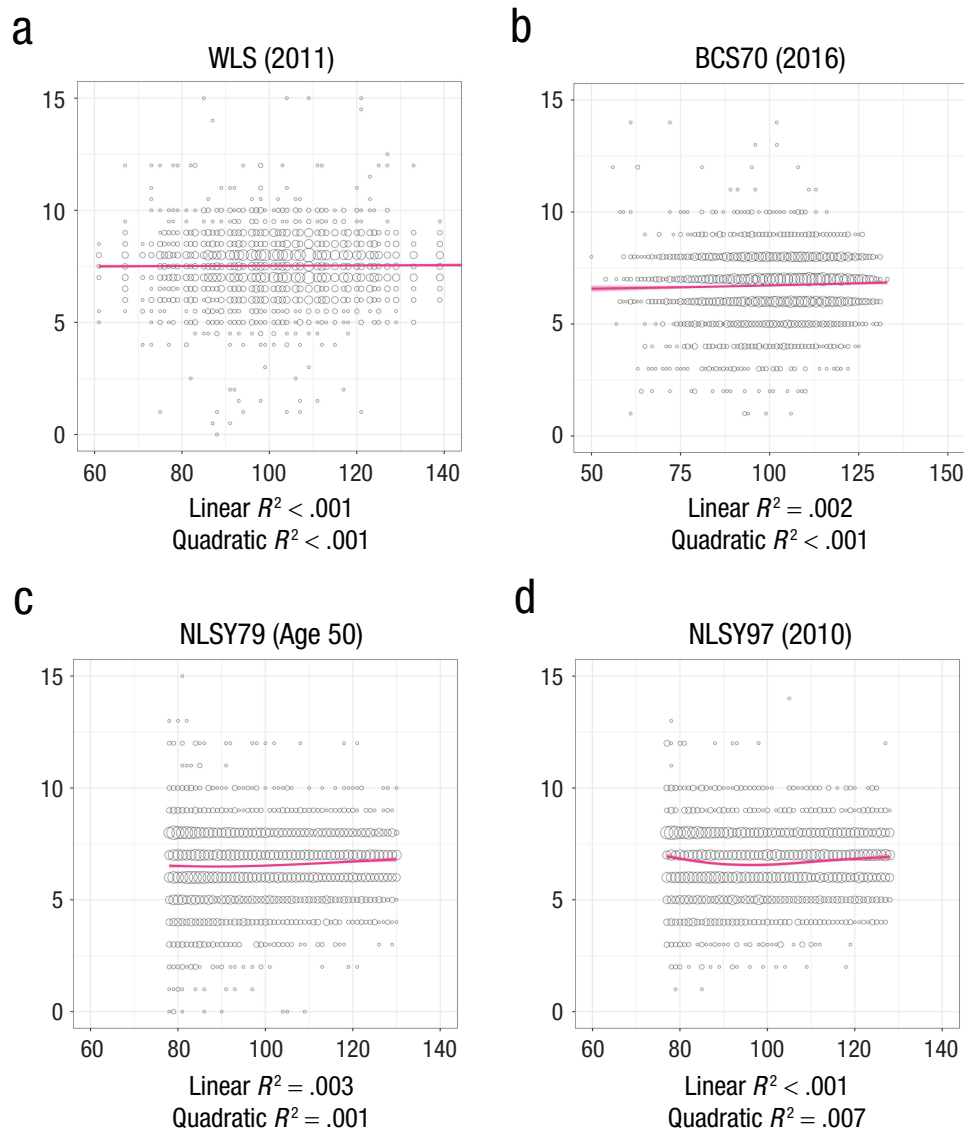 a
WLS (2011)
15
10
5
0
60 80 100 120 140
Linear R² < .001
Quadratic R² < .001
b
BCS70 (2016)
15
10
5
0
50 75 100 125 150
Linear R² = .002
Quadratic R² < .001
c
NLSY79 (Age 50)
15
10
5
0
60 80 100 120 140
Linear R² = .003
Quadratic R² = .001
d
NLSY97 (2010)
15
10
5
0
60 80 100 120 140
Linear R² < .001
Quadratic R² = .007